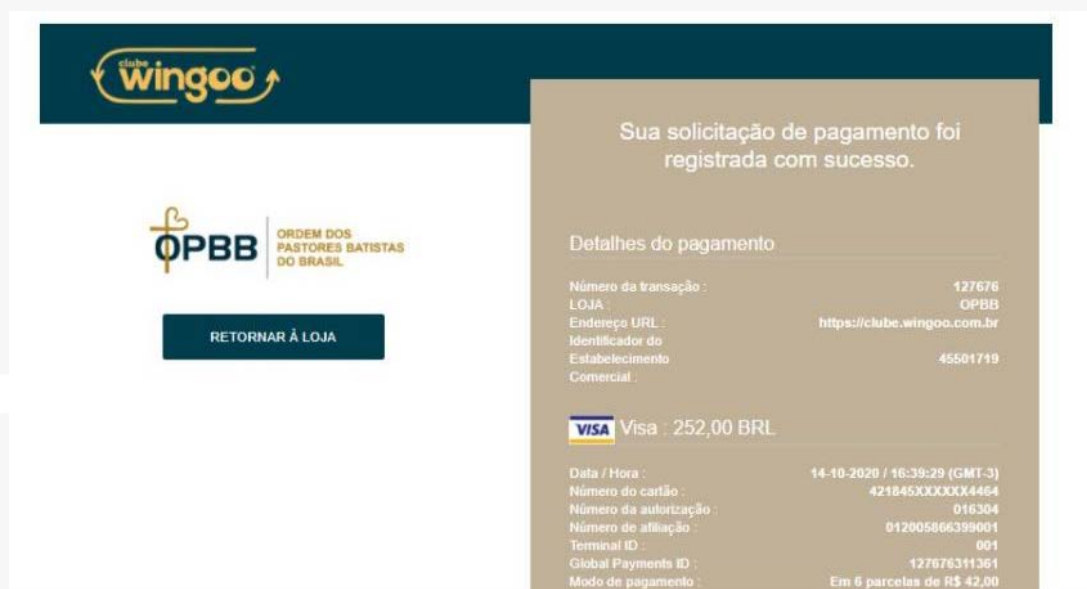 clube
wingoo
Sua solicitação de pagamento foi
registrada com sucesso.
OPBB
ORDEM DOS
PASTORES BATISTAS
DO BRASIL
RETORNAR À LOJA
Detalhes do pagamento
Número da transação : 127676
LOJA : OPBB
Endereço URL : https://clube.wingoo.com.br
Identificador do
Estabelecimento 45501719
Comercial :
VISA Visa : 252,00 BRL
Data / Hora : 14-10-2020 / 16:39:29 (GMT-3)
Número do cartão : 421845XXXXXX4464
Número da autorização : 016304
Número de afiliação : 012005866399001
Terminal ID : 001
Global Payments ID : 127676311361
Modo de pagamento : Em 6 parcelas de R$ 42,00